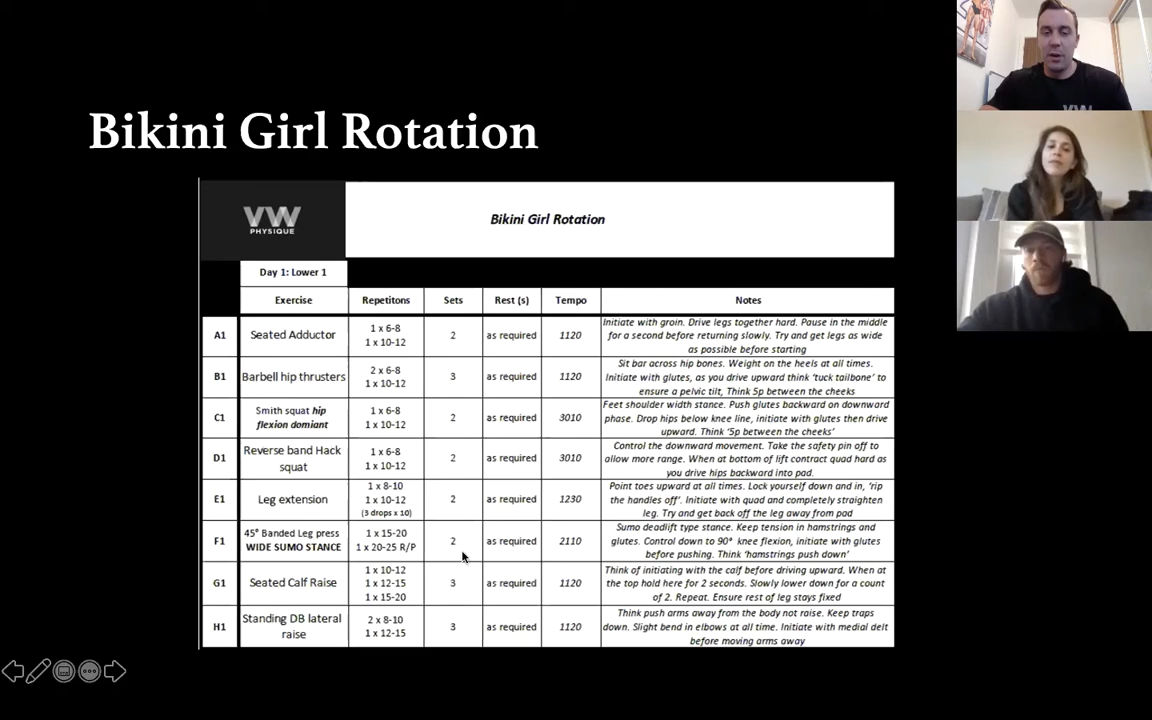 Bikini Girl Rotation
VW
PHYSIQUE
Bikini Girl Rotation
Day 1: Lower 1
Exercise Repetitons Sets Rest (s) Tempo Notes
A1 Seated Adductor
1 x 6-8
1 x 10-12
2 as required 1120
Initiate with groin. Drive legs together hard. Pause in the middle
for a second before returning slowly. Try and get legs as wide
as possible before starting
B1 Barbell hip thrusters
2 x 6-8
1 x 10-12
3 as required 1120
Sit bar across hip bones. Weight on the heels at all times.
Initiate with glutes, as you drive upward think 'tuck tailbone' to
ensure a pelvic tilt, Think 5p between the cheeks
C1
Smith squat hip
flexion domiant
1 x 6-8
1 x 10-12
2 as required 3010
Feet shoulder width stance. Push glutes backward on downward
phase. Drop hips below knee line, initiate with glutes then drive
upward. Think '5p between the cheeks'
D1
Reverse band Hack
squat
1 x 6-8
1 x 10-12
2 as required 3010
Control the downward movement. Take the safety pin off to
allow more range. When at bottom of lift contract quad hard as
you drive hips backward into pad.
E1 Leg extension
1 x 8-10
1 x 10-12
(3 drops x 10)
2 as required 1230
Point toes upward at all times. Lock yourself down and in, 'rip
the handles off'. Initiate with quad and completely straighten
leg. Try and get back off the leg away from pad
F1
45° Banded Leg press
WIDE SUMO STANCE
1 x 15-20
1 x 20-25 R/P
2 as required 2110
Sumo deadlift type stance. Keep tension in hamstrings and
glutes. Control down to 90° knee flexion, initiate with glutes
before pushing. Think 'hamstrings push down'
G1 Seated Calf Raise
1 x 10-12
1 x 12-15
1 x 15-20
3 as required 1120
Think of initiating with the calf before driving upward. When at
the top hold here for 2 seconds. Slowly lower down for a count
of 2. Repeat. Ensure rest of leg stays fixed
H1
Standing DB lateral
raise
2 x 8-10
1 x 12-15
3 as required 1120
Think push arms away from the body not raise. Keep traps
down. Slight bend in elbows at all time. Initiate with medial delt
before moving arms away
VW